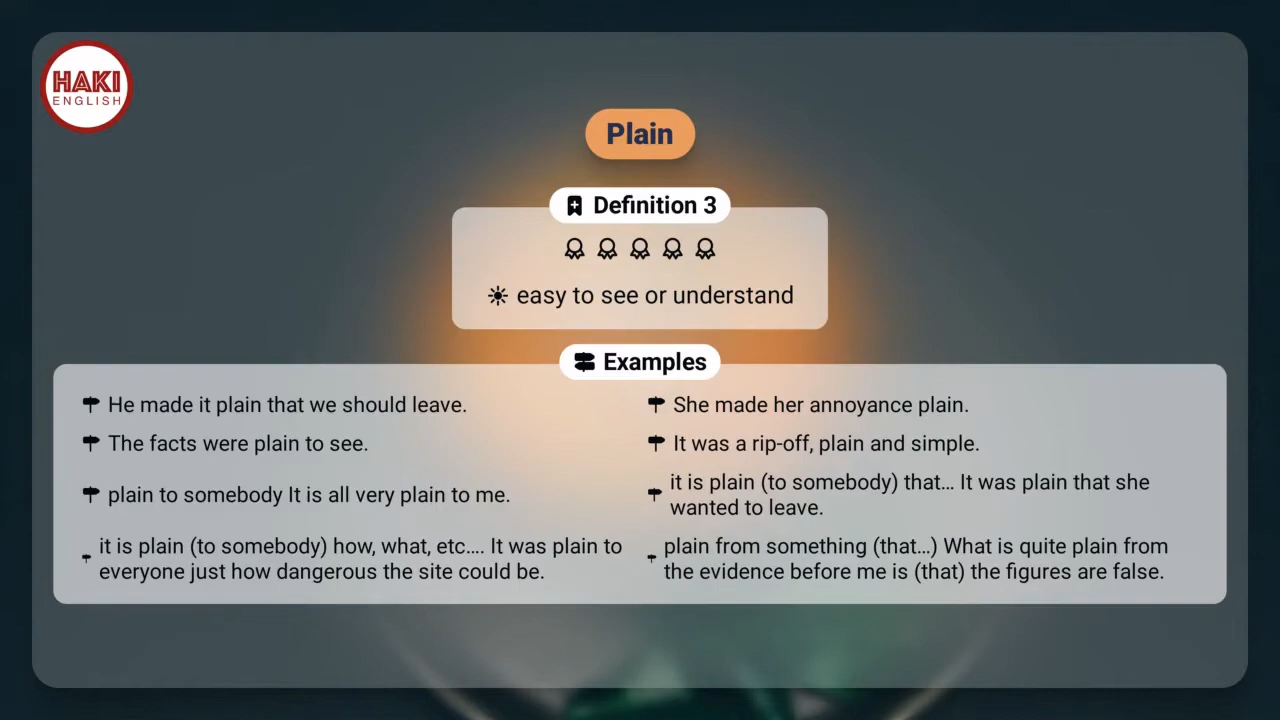 HAKI
ENGLISH
Plain
Definition 3
easy to see or understand
Examples
He made it plain that we should leave.
She made her annoyance plain.
The facts were plain to see.
It was a rip-off, plain and simple.
plain to somebody It is all very plain to me.
it is plain (to somebody) that… It was plain that she
wanted to leave.
it is plain (to somebody) how, what, etc…. It was plain to
everyone just how dangerous the site could be.
plain from something (that…) What is quite plain from
the evidence before me is (that) the figures are false.